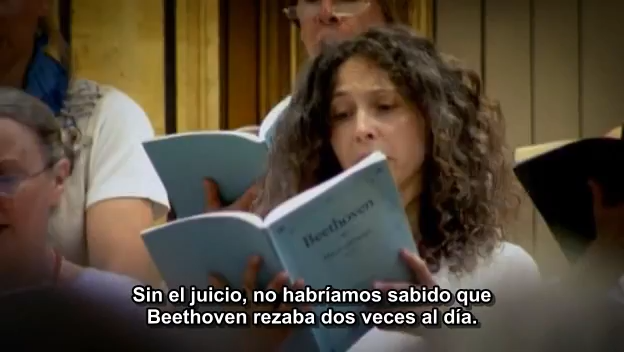 Beethoven
Sin el juicio, no habríamos sabido que
Beethoven rezaba dos veces al día.